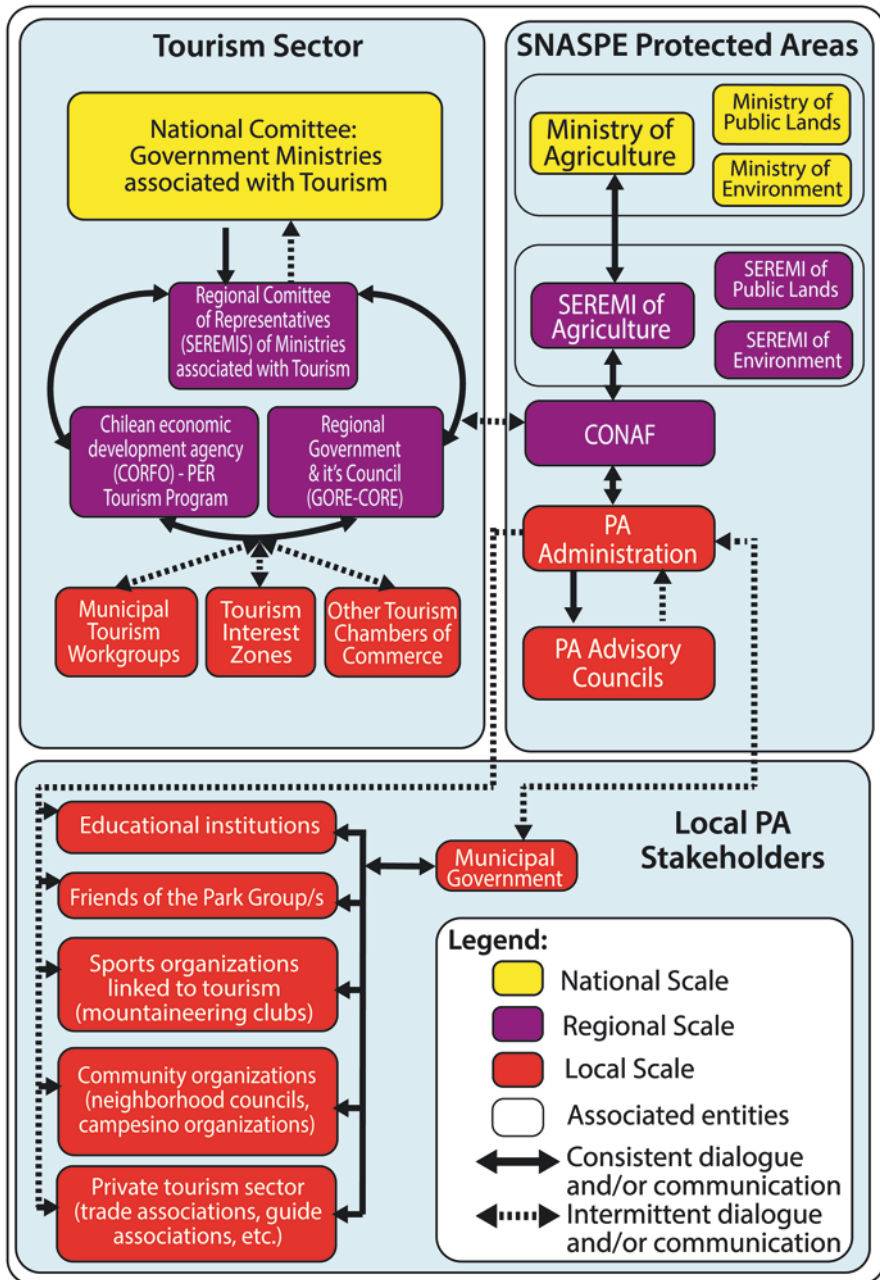 Tourism Sector
National Comittee:
Government Ministries
associated with Tourism
Regional Comittee
of Representatives
(SEREMIS) of Ministries
associated with Tourism
Chilean economic
development agency
(CORFO) - PER
Tourism Program
Regional
Government
& it's Council
(GORE-CORE)
Municipal
Tourism
Workgroups
Tourism
Interest
Zones
Other Tourism
Chambers of
Commerce
SNASPE Protected Areas
Ministry of
Agriculture
Ministry of
Public Lands
Ministry of
Environment
SEREMI of
Agriculture
SEREMI of
Public Lands
SEREMI of
Environment
CONAF
PA
Administration
PA Advisory
Councils
Local PA
Stakeholders
Educational institutions
Friends of the Park Group/s
Sports organizations
linked to tourism
(mountaineering clubs)
Community organizations
(neighborhood councils,
campesino organizations)
Private tourism sector
(trade associations, guide
associations, etc.)
Municipal
Government
Legend:
National Scale
Regional Scale
Local Scale
Associated entities
Consistent dialogue
and/or communication
Intermittent dialogue
and/or communication